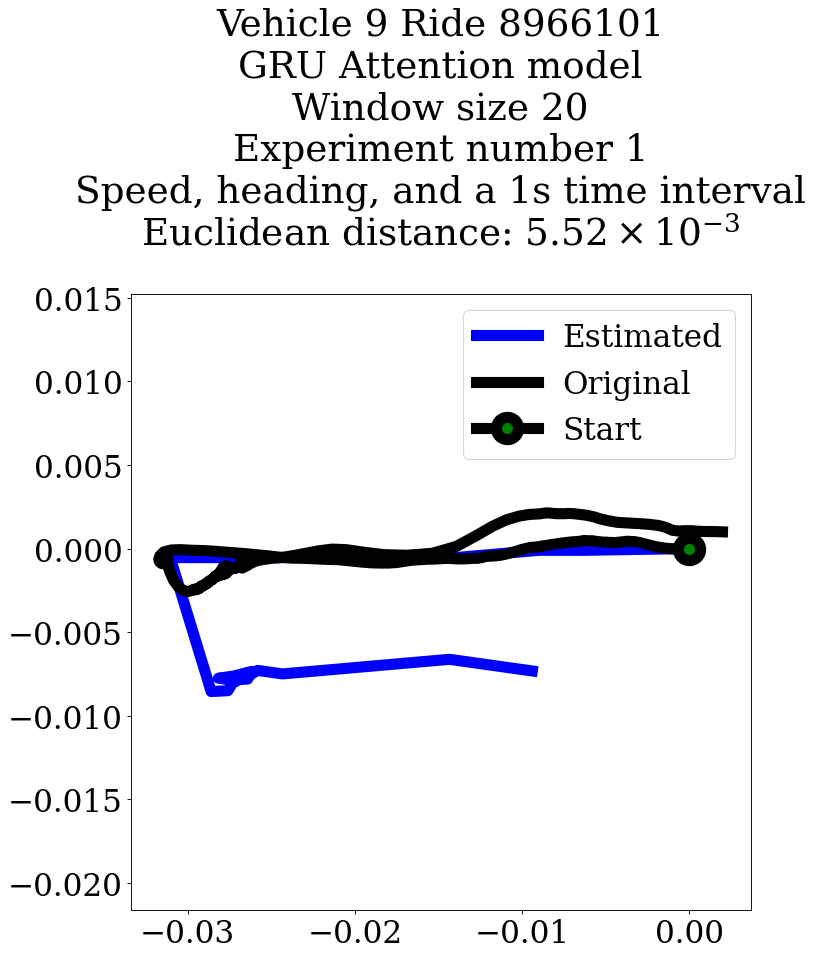 Vehicle 9 Ride 8966101
GRU Attention model
Window size 20
Experiment number 1
Speed, heading, and a 1s time interval
Euclidean distance: 5.52 × 10⁻³
0.015
Estimated
0.010
Original
Start
0.005
0.000
−0.005
−0.010
−0.015
−0.020
−0.03 −0.02 −0.01 0.00